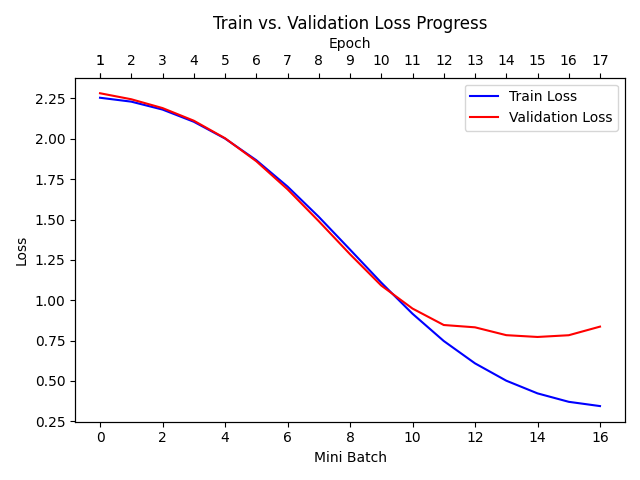 Train vs. Validation Loss Progress
Epoch
1 2 3 4 5 6 7 8 9 10 11 12 13 14 15 16 17
Train Loss
Validation Loss
2.25
2.00
1.75
1.50
1.25
1.00
0.75
0.50
0.25
Loss
0 2 4 6 8 10 12 14 16
Mini Batch